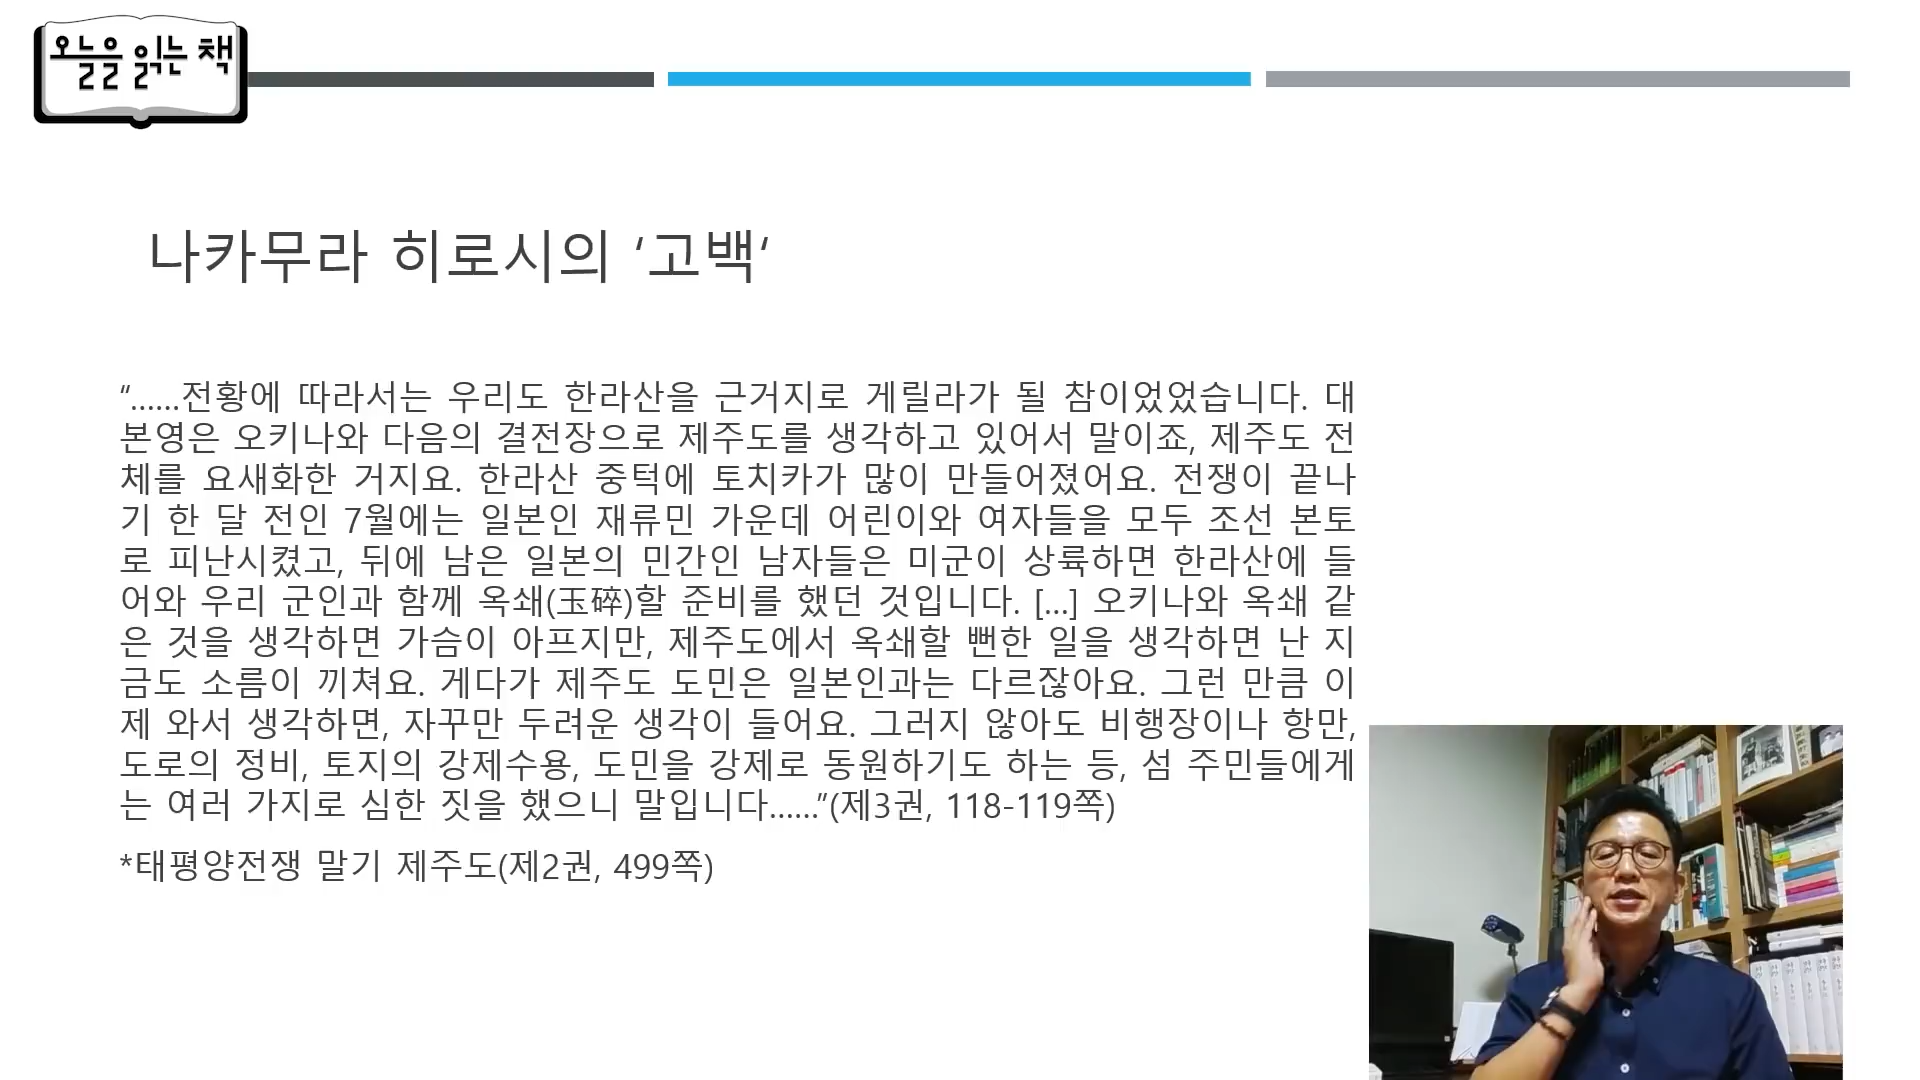 오늘을 읽는 책
나카무라 히로시의 ‘고백‘
“……전황에 따라서는 우리도 한라산을 근거지로 게릴라가 될 참이었었습니다. 대
본영은 오키나와 다음의 결전장으로 제주도를 생각하고 있어서 말이죠, 제주도 전
체를 요새화한 거지요. 한라산 중턱에 토치카가 많이 만들어졌어요. 전쟁이 끝나
기 한 달 전인 7월에는 일본인 재류민 가운데 어린이와 여자들을 모두 조선 본토
로 피난시켰고, 뒤에 남은 일본의 민간인 남자들은 미군이 상륙하면 한라산에 들
어와 우리 군인과 함께 옥쇄(玉碎)할 준비를 했던 것입니다. […] 오키나와 옥쇄 같
은 것을 생각하면 가슴이 아프지만, 제주도에서 옥쇄할 뻔한 일을 생각하면 난 지
금도 소름이 끼쳐요. 게다가 제주도 도민은 일본인과는 다르잖아요. 그런 만큼 이
제 와서 생각하면, 자꾸만 두려운 생각이 들어요. 그러지 않아도 비행장이나 항만,
도로의 정비, 토지의 강제수용, 도민을 강제로 동원하기도 하는 등, 섬 주민들에게
는 여러 가지로 심한 짓을 했으니 말입니다……”(제3권, 118-119쪽)
*태평양전쟁 말기 제주도(제2권, 499쪽)